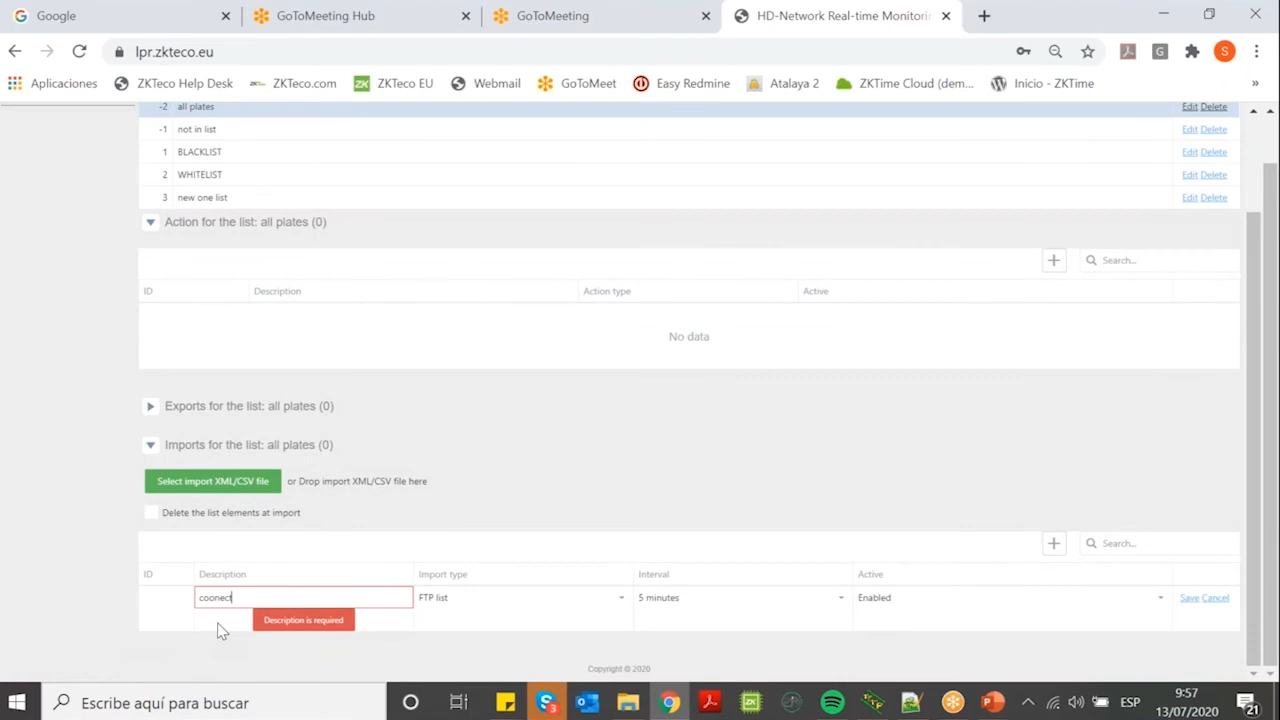 Google
GoToMeeting Hub
GoToMeeting
HD-Network Real-time Monitorin
lpr.zkteco.eu
S
Aplicaciones
ZKTeco Help Desk
ZKTeco.com
ZKTeco EU
Webmail
GoToMeet
Easy Redmine
Atalaya 2
ZKTime Cloud (dem...
Inicio - ZKTime
»
-2 all plates Edit Delete
-1 not in list Edit Delete
1 BLACKLIST Edit Delete
2 WHITELIST Edit Delete
3 new one list Edit Delete
Action for the list: all plates (0)
Search...
ID Description Action type Active
No data
Exports for the list: all plates (0)
Imports for the list: all plates (0)
Select import XML/CSV file or Drop import XML/CSV file here
Delete the list elements at import
Search...
ID Description Import type Interval Active
coonect FTP list 5 minutes Enabled Save Cancel
Description is required
Copyright © 2020
Escribe aquí para buscar
ESP
9:57
13/07/2020
3
21